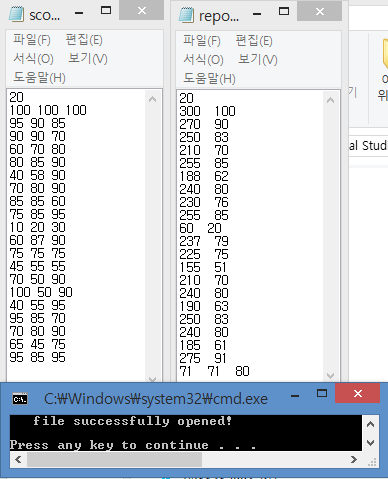 sco...
파일(F) 편집(E)
서식(O) 보기(V)
도움말(H)
20
100 100 100
95 90 85
90 90 70
60 70 80
80 85 90
40 58 90
70 80 90
85 85 60
75 85 95
10 20 30
60 87 90
75 75 75
45 55 55
70 50 90
100 50 90
40 55 95
95 85 70
70 80 90
65 45 75
95 85 95
repo...
파일(F) 편집(E)
서식(O) 보기(V)
도움말(H)
20
300 100
270 90
250 83
210 70
255 85
188 62
240 80
230 76
255 85
60 20
237 79
225 75
155 51
210 70
240 80
190 63
250 83
240 80
185 61
275 91
71 71 80
위
al Stud
C:₩Windows₩system32₩cmd.exe
file successfully opened!
Press any key to continue . . .